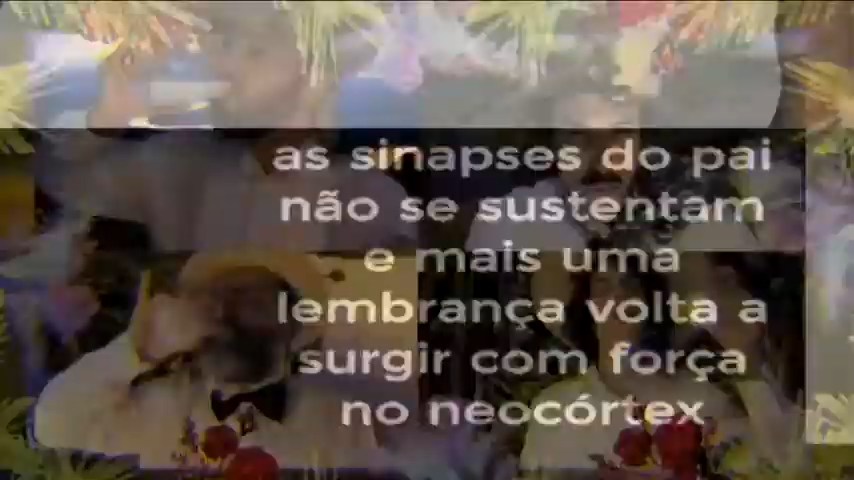 as sinapses do pai
não se sustentam
e mais uma
lembrança volta a
surgir com força
no neocórtex